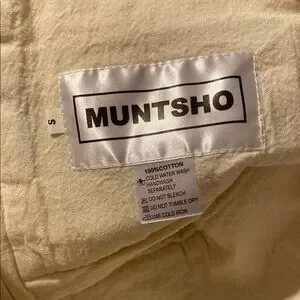 MUNTSHO
S
100%COTTON
COLD WATER WASH
HANDWASH
SEPARATELY
DO NOT BLEACH
DO NOT TUMBLE DRY
USE COLD IRON